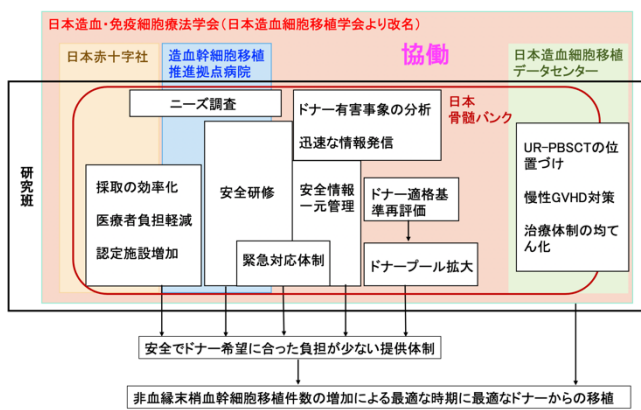 日本造血・免疫細胞療法学会(日本造血細胞移植学会より改名)
日本赤十字社
造血幹細胞移植
推進拠点病院
協働
日本造血細胞移植
データセンター
研究班
ニーズ調査
ドナー有害事象の分析
迅速な情報発信
日本
骨髄バンク
採取の効率化
医療者負担軽減
認定施設増加
安全研修
安全情報
一元管理
緊急対応体制
ドナー適格基
準再評価
ドナープール拡大
UR-PBSCTの位
置づけ
慢性GVHD対策
治療体制の均てん
ん化
安全でドナー希望に合った負担が少ない提供体制
非血縁末梢血幹細胞移植件数の増加による最適な時期に最適なドナーからの移植